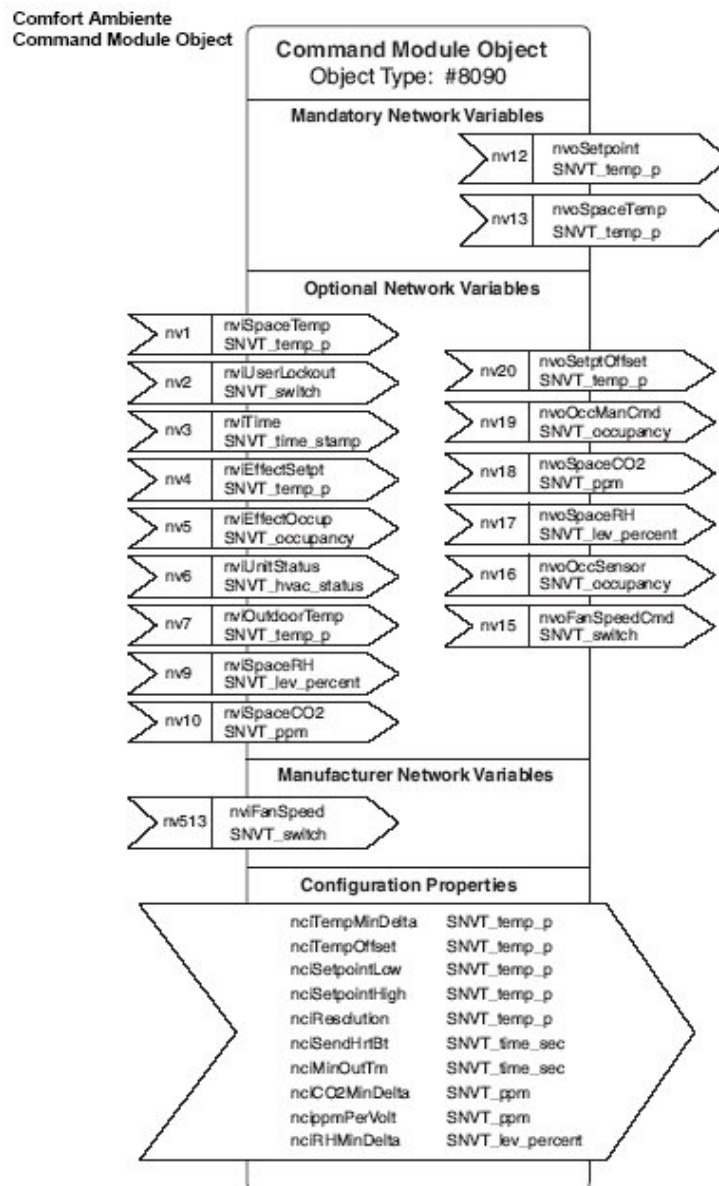 Comfort Ambiente
Command Module Object
Command Module Object
Object Type: #8090
Mandatory Network Variables
nv12 nvoSetpoint
SNVT_temp_p
nv13 nvoSpaceTemp
SNVT_temp_p
Optional Network Variables
nv1 nviSpaceTemp
SNVT_temp_p
nv2 nviUserLockout
SNVT_switch
nv3 nviTime
SNVT_time_stamp
nv4 nviEffectSetpt
SNVT_temp_p
nv5 nviEffectOccup
SNVT_occupancy
nv6 nviUnitStatus
SNVT_hvac_status
nv7 nviOutdoorTemp
SNVT_temp_p
nv9 nviSpaceRH
SNVT_lev_percent
nv10 nviSpaceCO2
SNVT_ppm
nv20 nvoSetptOffset
SNVT_temp_p
nv19 nvoOccManCmd
SNVT_occupancy
nv18 nvoSpaceCO2
SNVT_ppm
nv17 nvoSpaceRH
SNVT_lev_percent
nv16 nvoOccSensor
SNVT_occupancy
nv15 nvoFanSpeedCmd
SNVT_switch
Manufacturer Network Variables
nv513 nviFanSpeed
SNVT_switch
Configuration Properties
nciTempMinDelta SNVT_temp_p
nciTempOffset SNVT_temp_p
nciSetpointLow SNVT_temp_p
nciSetpointHigh SNVT_temp_p
nciResolution SNVT_temp_p
nciSendHrtBt SNVT_time_sec
nciMinOutTm SNVT_time_sec
nciCO2MinDelta SNVT_ppm
ncippmPerVolt SNVT_ppm
nciRHMinDelta SNVT_lev_percent